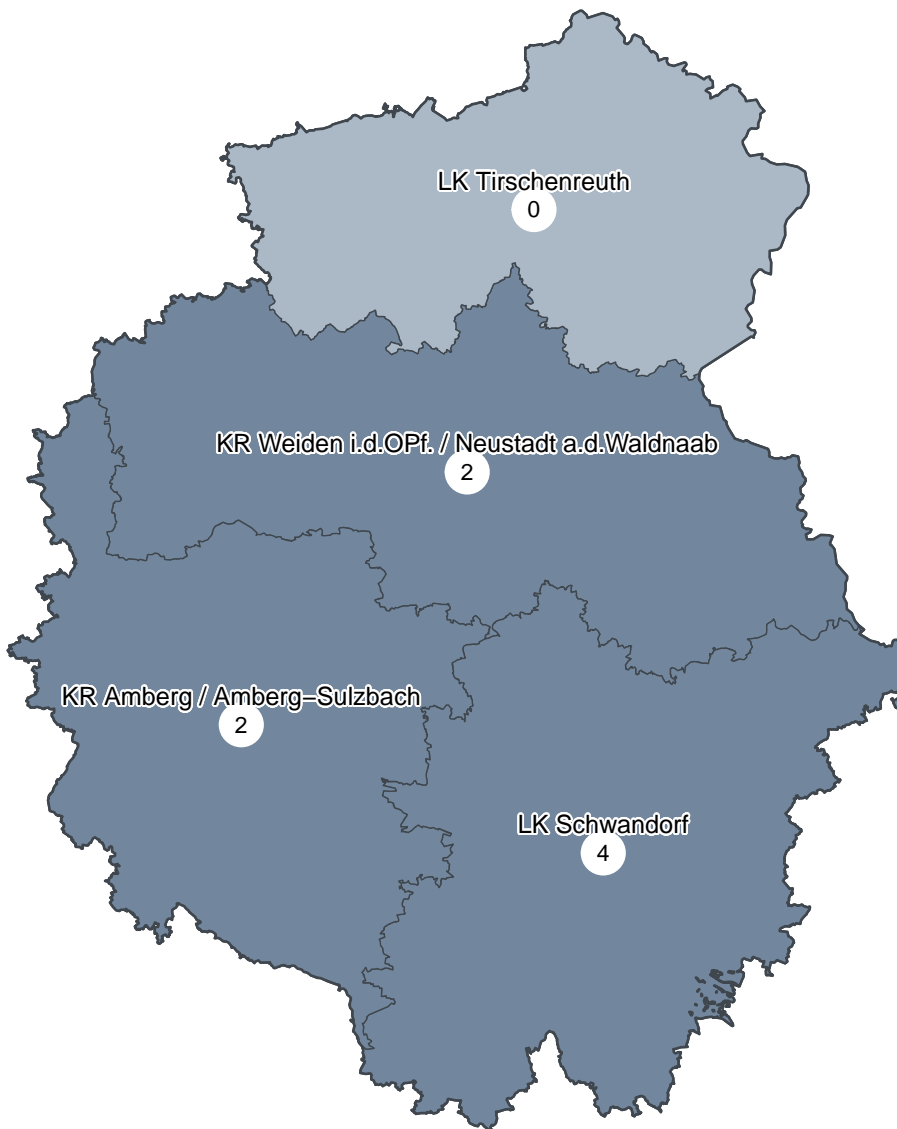 LK Tirschenreuth
0
KR Weiden i.d.OPf. / Neustadt a.d.Waldnaab
2
KR Amberg / Amberg−Sulzbach
2
LK Schwandorf
4